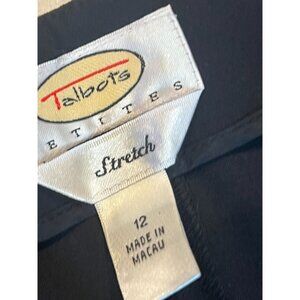 Talbots
ETITES
Stretch
12
MADE IN
MACAU